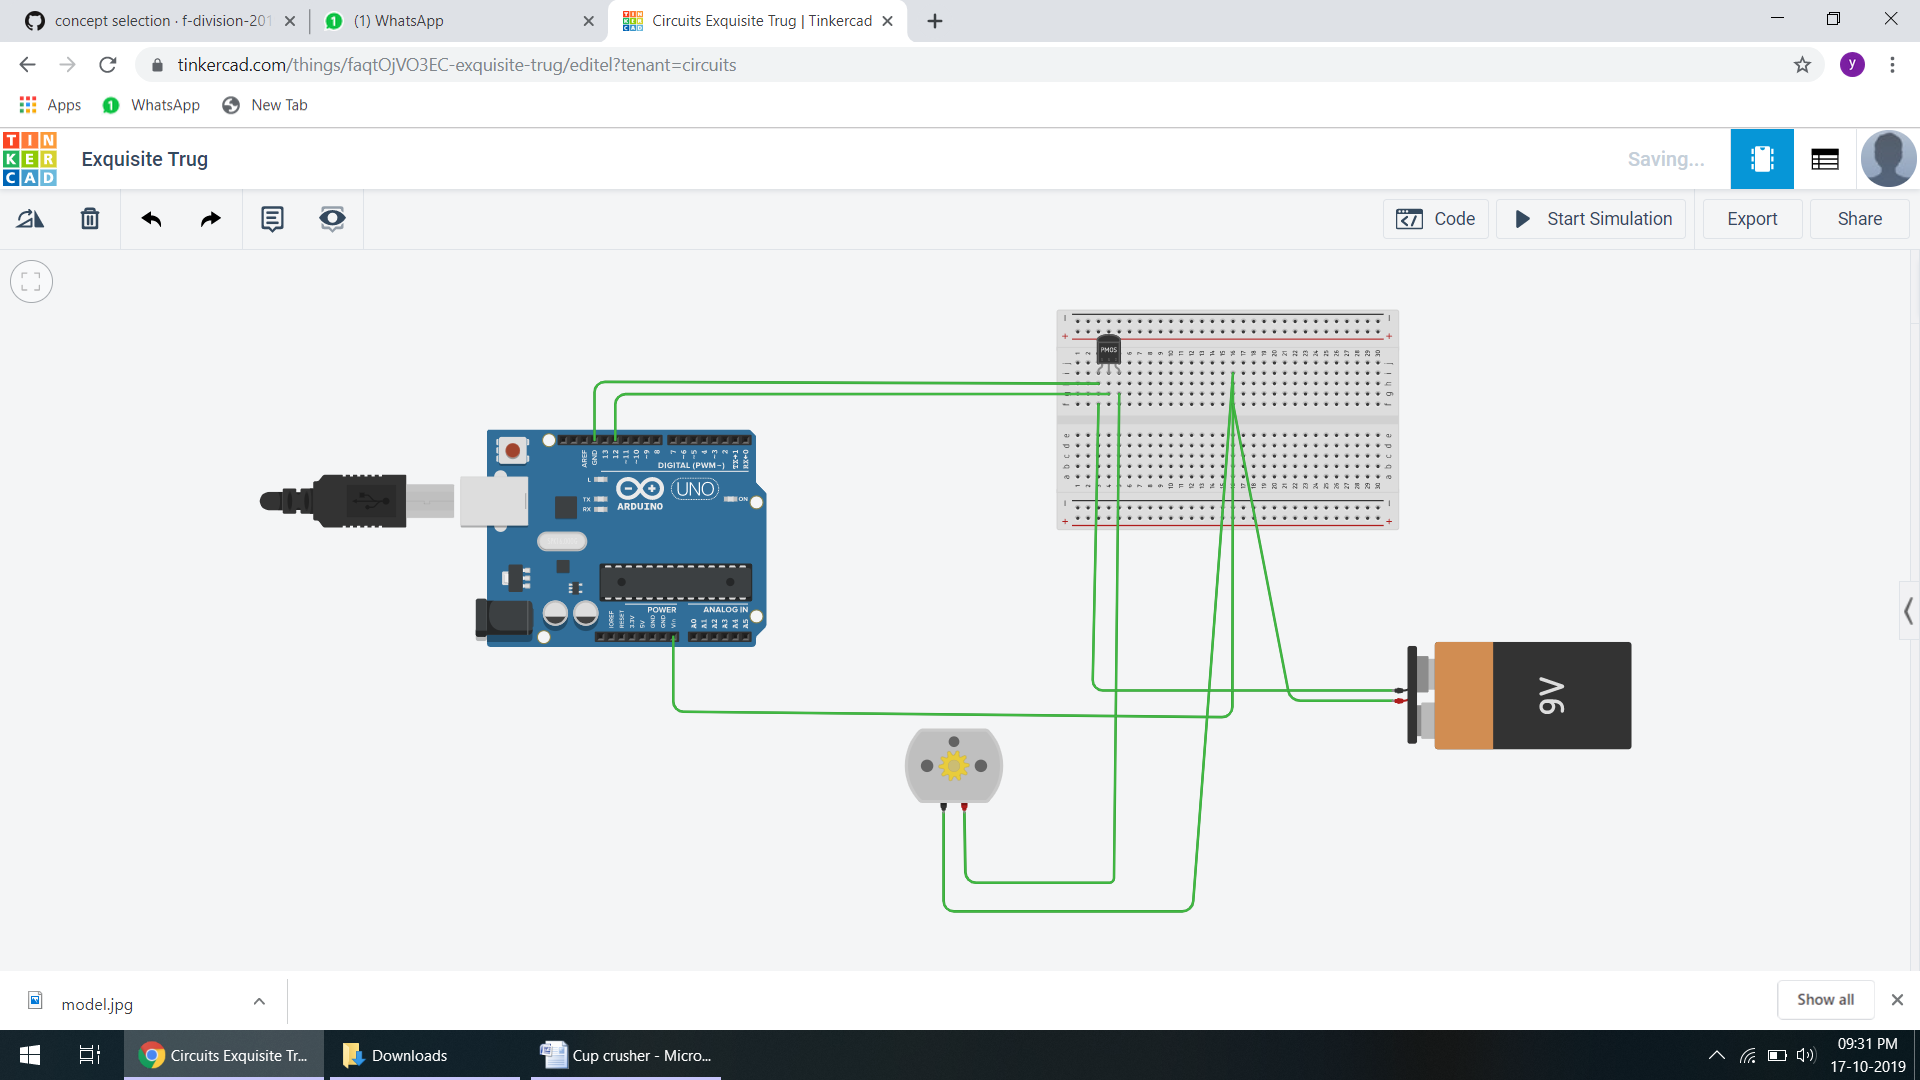 concept selection · f-division-201
(1) WhatsApp
Circuits Exquisite Trug | Tinkercad
tinkercad.com/things/faqtOjVO3EC-exquisite-trug/editel?tenant=circuits
y
Apps
1
WhatsApp
New Tab
TIN
KER
CAD
Exquisite Trug
Saving...
Code
Start Simulation
Export
Share
PMOS
AREF
GND
13
12
~11
~10
~9
8
7
~6
~5
4
~3
2
TX→1
RX←0
DIGITAL (PWM~)
L
TX
RX
UNO
ON
ARDUINO
POWER
ANALOG IN
IOREF
RESET
3.3V
5V
GND
GND
Vin
A0
A1
A2
A3
A4
A5
9V
model.jpg
Show all
Circuits Exquisite Tr...
Downloads
Cup crusher - Micro...
09:31 PM
17-10-2019